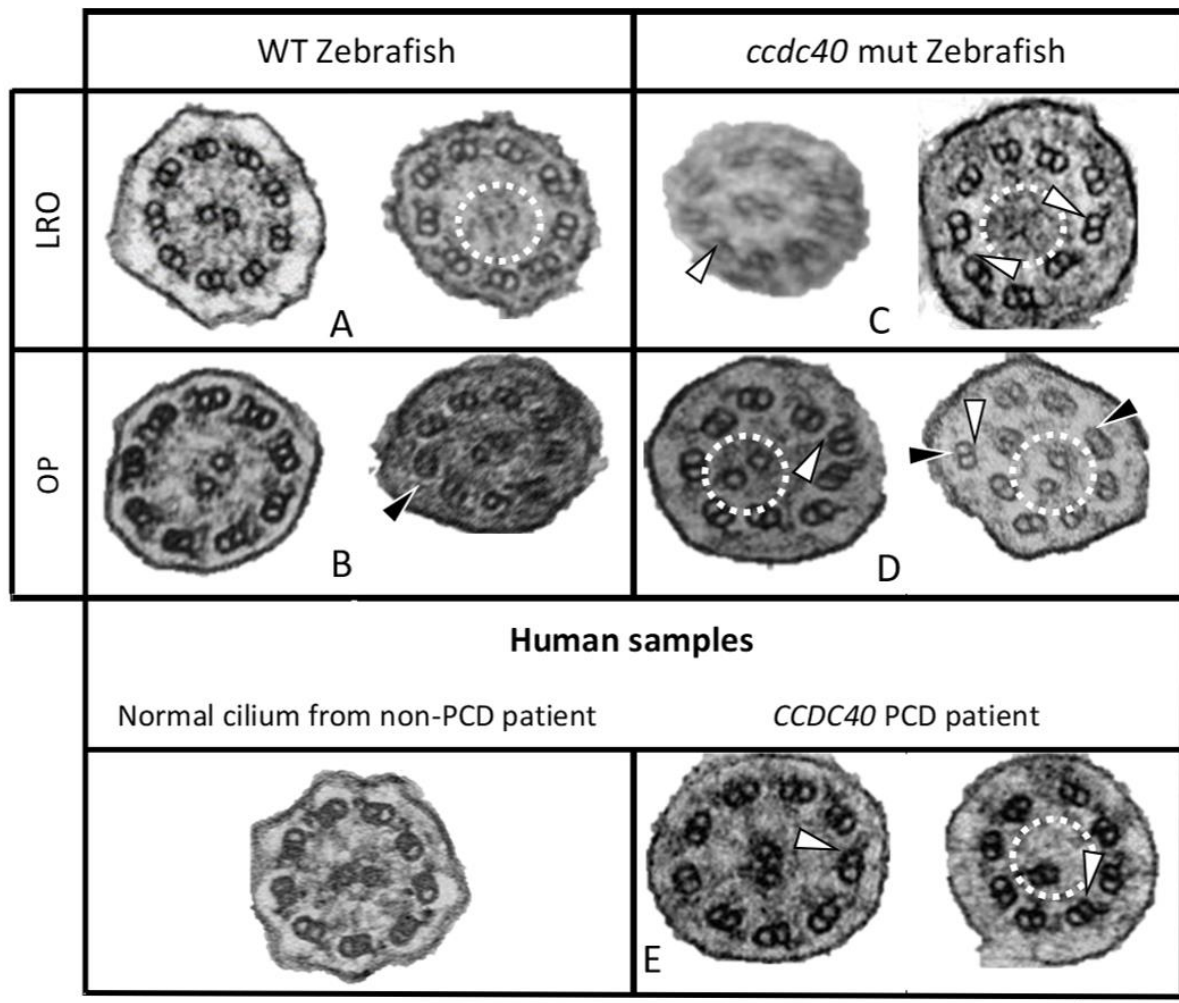 WT Zebrafish
ccdc40 mut Zebrafish
LRO
A
C
OP
B
D
Human samples
Normal cilium from non-PCD patient
CCDC40 PCD patient
E